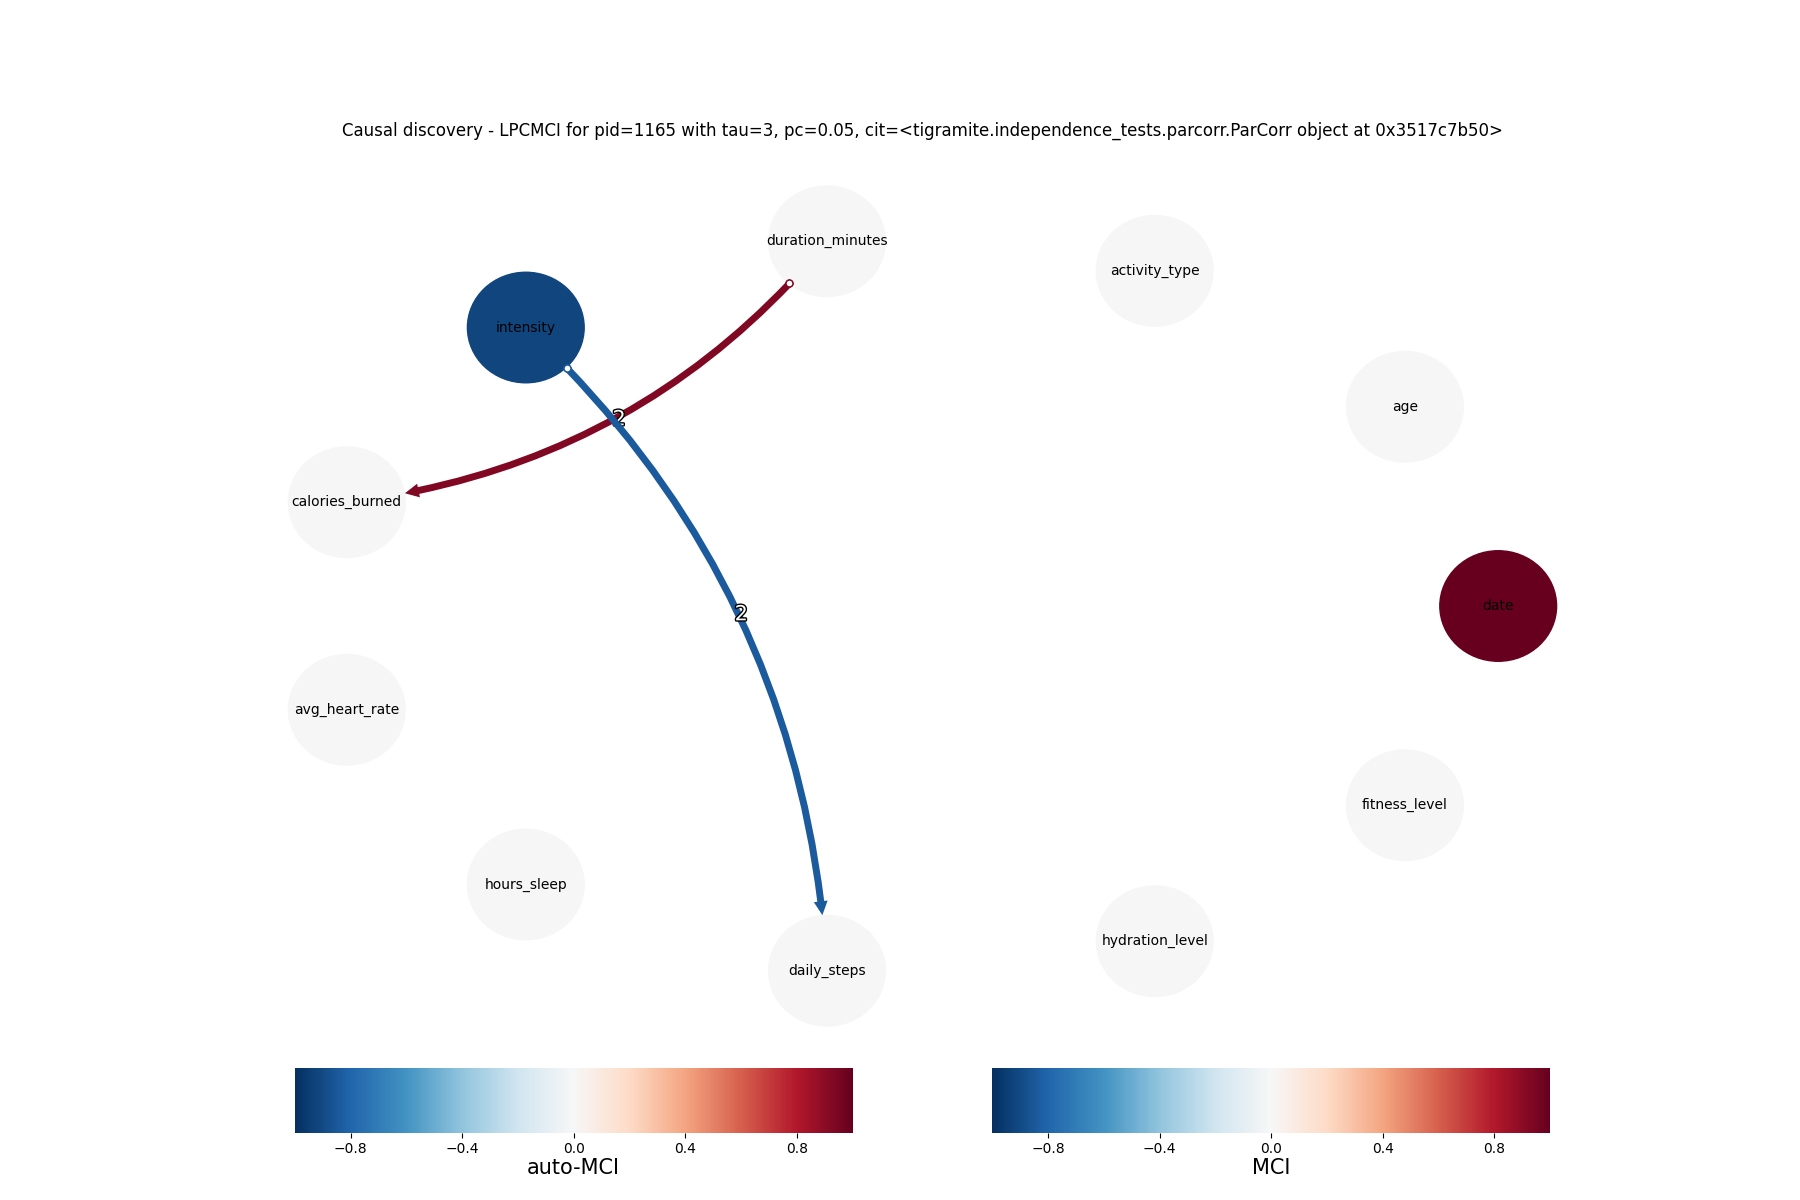 Causal discovery - LPCMCI for pid=1165 with tau=3, pc=0.05, cit=<tigramite.independence_tests.parcorr.ParCorr object at 0x3517c7b50>
duration_minutes
activity_type
intensity
age
2
calories_burned
date
2
avg_heart_rate
fitness_level
hours_sleep
hydration_level
daily_steps
−0.8 −0.4 0.0 0.4 0.8
auto-MCI
−0.8 −0.4 0.0 0.4 0.8
MCI